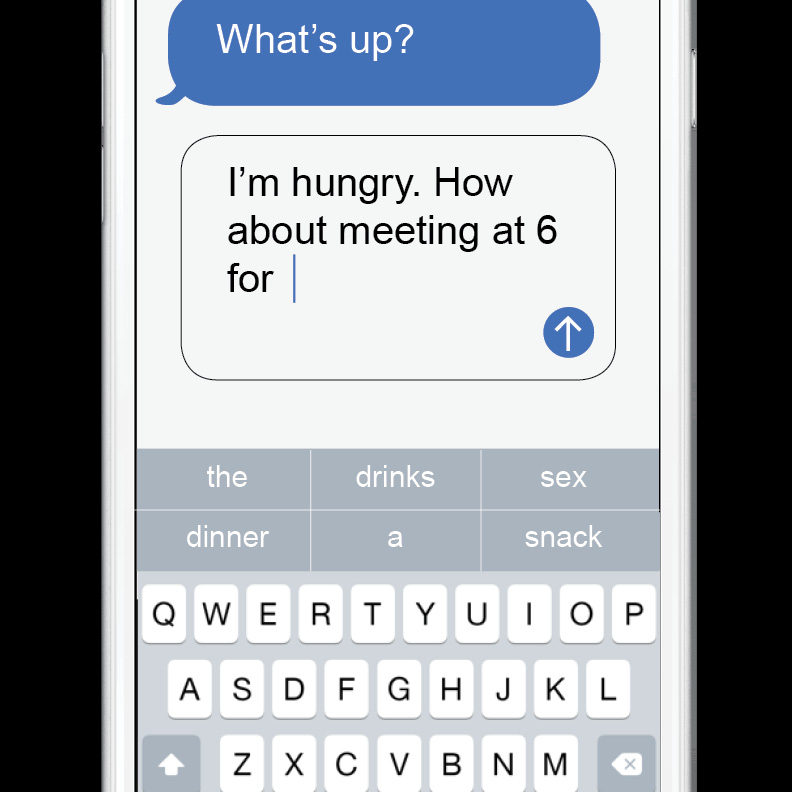 What’s up?
I’m hungry. How
about meeting at 6
for
the drinks sex
dinner a snack
Q W E R T Y U I O P
A S D F G H J K L
Z X C V B N M